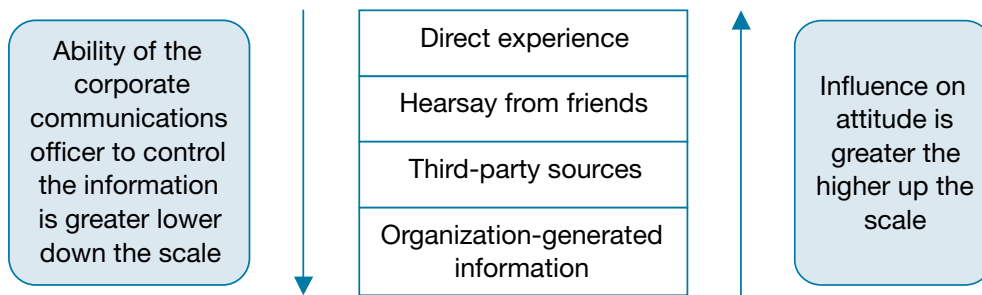 Ability of the
corporate
communications
officer to control
the information
is greater lower
down the scale
Direct experience
Hearsay from friends
Third-party sources
Organization-generated
information
Influence on
attitude is
greater the
higher up the
scale